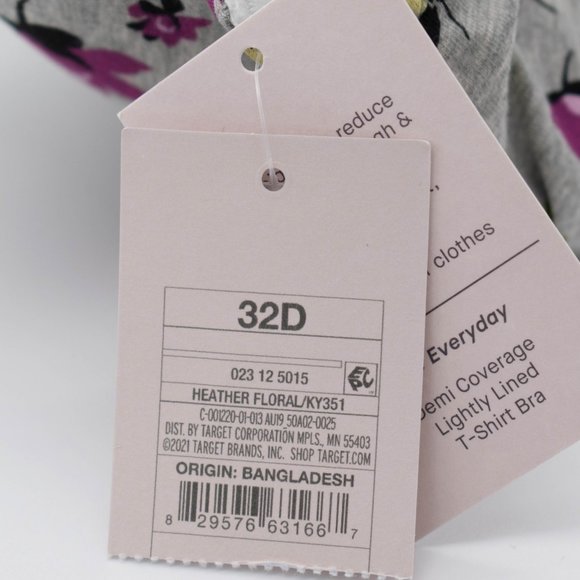 reduce
gh &
clothes
Everyday
Demi Coverage
Lightly Lined
T-Shirt Bra
32D
023 12 5015
EPC
HEATHER FLORAL/KY351
C-001220-01-013 AU19 50A02-0025
DIST. BY TARGET CORPORATION MPLS., MN 55403
©2021 TARGET BRANDS, INC. SHOP TARGET.COM
ORIGIN: BANGLADESH
8 29576 63166 7